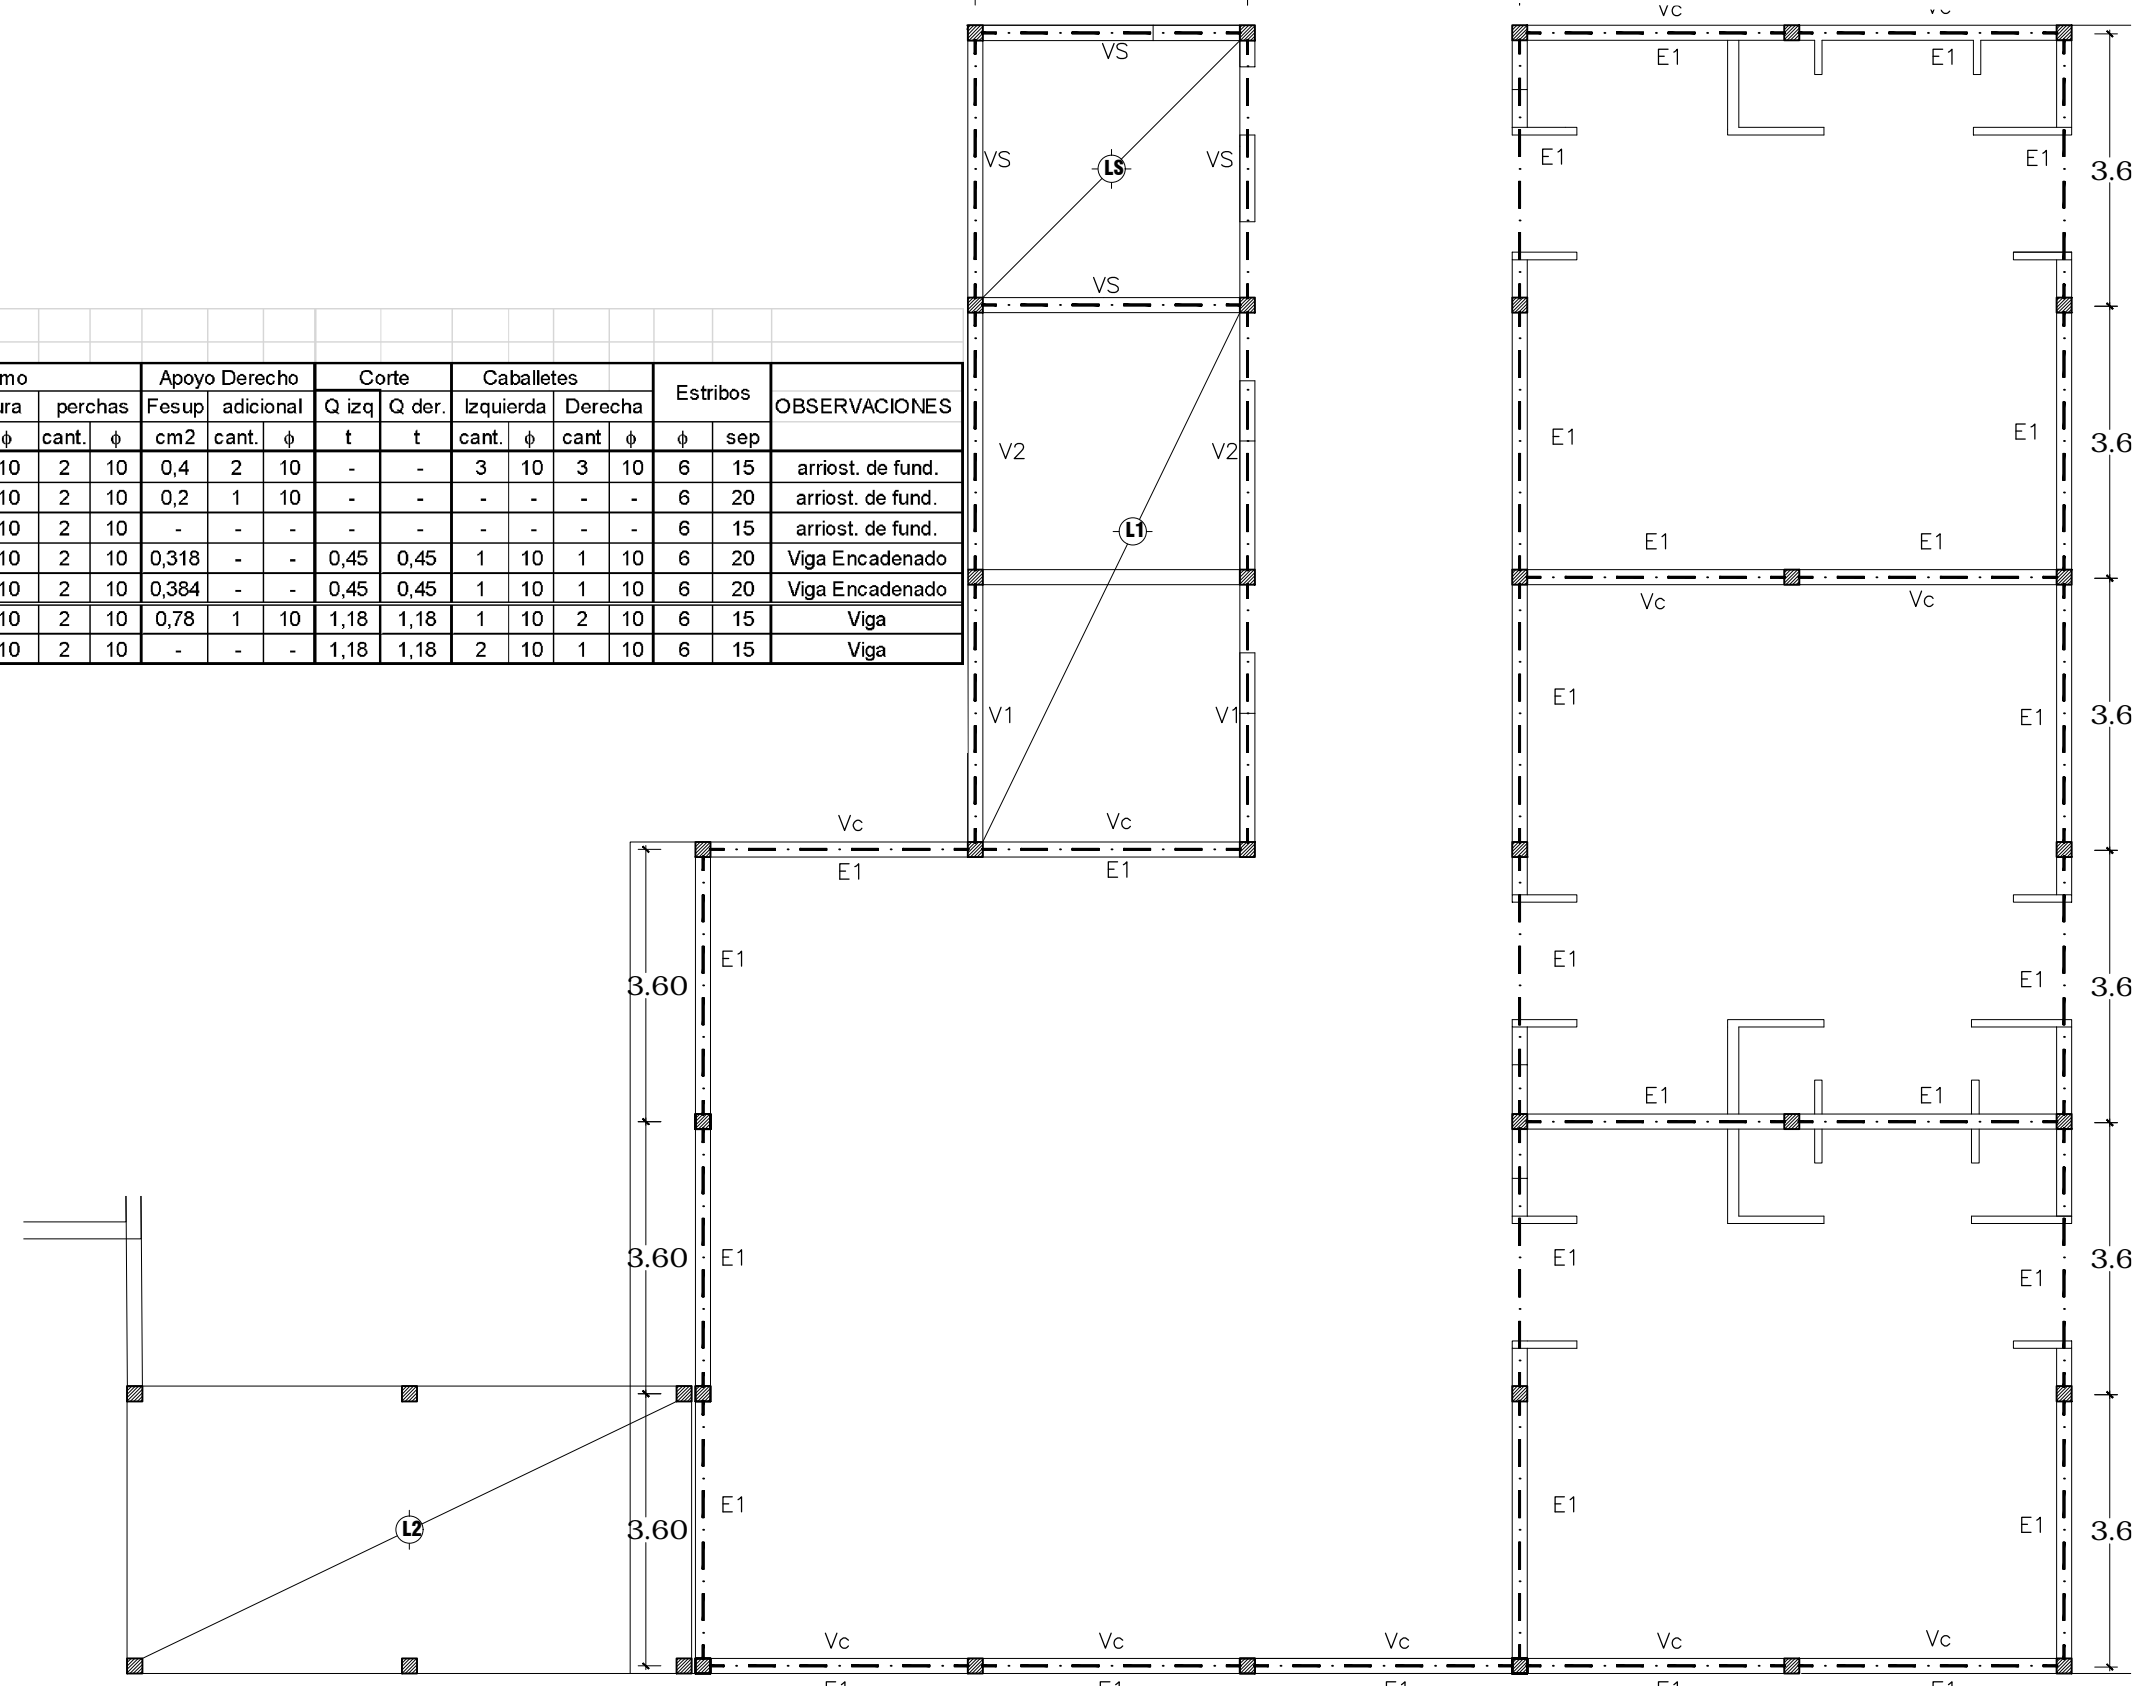 Vc
E1 E1
VS
E1 E1
VS VS
LS
VS
mo Apoyo Derecho Corte Caballetes Estribos OBSERVACIONES
ura perchas Fesup adicional Q izq Q der. Izquierda Derecha
ϕ cant. ϕ cm2 cant. ϕ t t cant. ϕ cant ϕ ϕ sep
10 2 10 0,4 2 10 - - 3 10 3 10 6 15 arriost. de fund.
10 2 10 0,2 1 10 - - - - - - 6 20 arriost. de fund.
10 2 10 - - - - - - - - - 6 15 arriost. de fund.
10 2 10 0,318 - - 0,45 0,45 1 10 1 10 6 20 Viga Encadenado
10 2 10 0,384 - - 0,45 0,45 1 10 1 10 6 20 Viga Encadenado
10 2 10 0,78 1 10 1,18 1,18 1 10 2 10 6 15 Viga
10 2 10 - - - 1,18 1,18 2 10 1 10 6 15 Viga
V2 V2
L1
V1 V1
3.6
3.6
E1 E1
E1 E1
Vc Vc
E1 E1
3.6
Vc Vc
E1 E1
E1 E1 E1
3.60 3.6
E1 E1
E1 E1 E1
3.60 3.6
E1 E1 E1
L2 3.60 3.6
Vc Vc Vc Vc Vc
E1 E1 E1 E1 E1